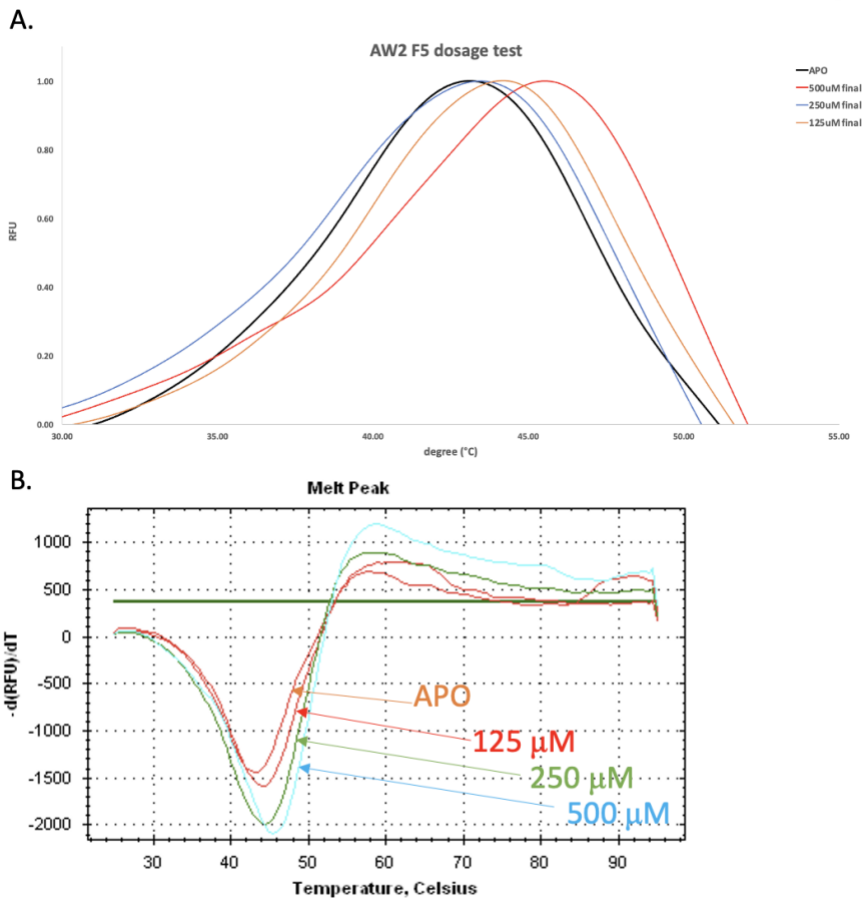 A.
AW2 F5 dosage test
APO
500uM final
250uM final
125uM final
RFU
1.00
0.80
0.60
0.40
0.20
0.00
30.00 35.00 40.00 45.00 50.00 55.00
degree (°C)
B.
Melt Peak
-d(RFU)/dT
1000
500
0
-500
-1000
-1500
-2000
APO
125 μM
250 μM
500 μM
30 40 50 60 70 80 90
Temperature, Celsius